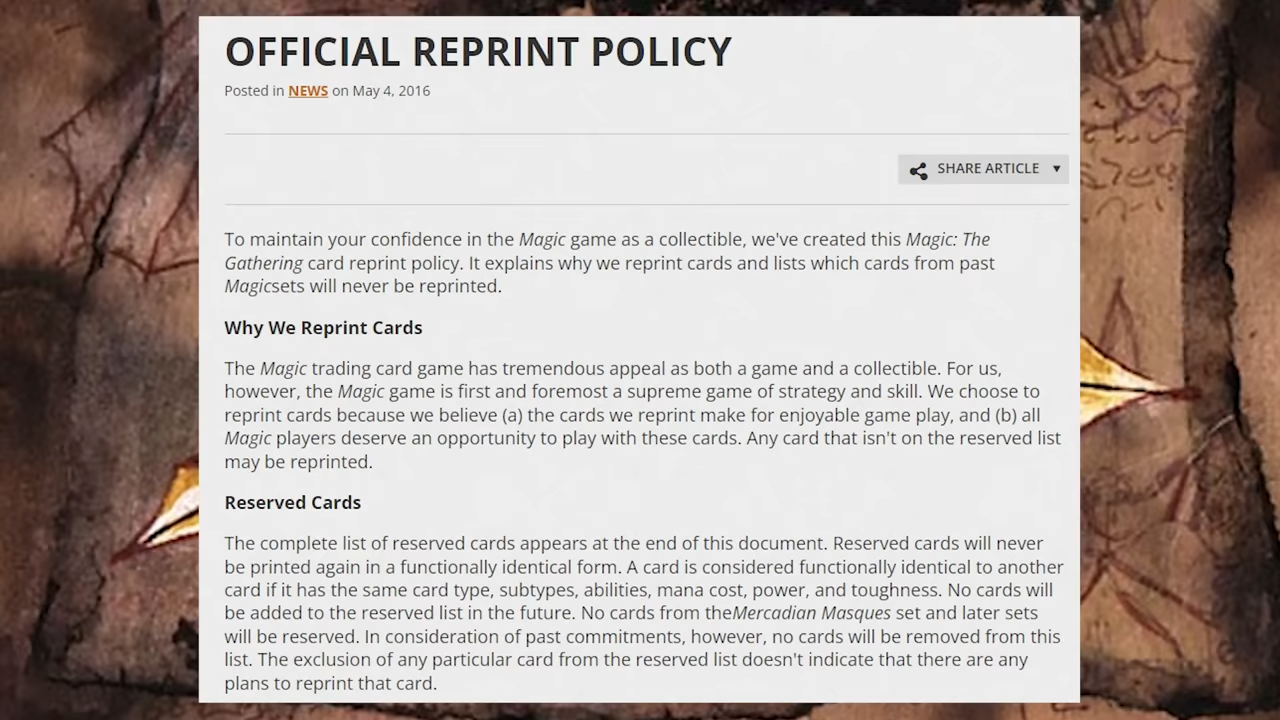 OFFICIAL REPRINT POLICY
Posted in NEWS on May 4, 2016
SHARE ARTICLE
To maintain your confidence in the Magic game as a collectible, we've created this Magic: The
Gathering card reprint policy. It explains why we reprint cards and lists which cards from past
Magicsets will never be reprinted.
Why We Reprint Cards
The Magic trading card game has tremendous appeal as both a game and a collectible. For us,
however, the Magic game is first and foremost a supreme game of strategy and skill. We choose to
reprint cards because we believe (a) the cards we reprint make for enjoyable game play, and (b) all
Magic players deserve an opportunity to play with these cards. Any card that isn't on the reserved list
may be reprinted.
Reserved Cards
The complete list of reserved cards appears at the end of this document. Reserved cards will never
be printed again in a functionally identical form. A card is considered functionally identical to another
card if it has the same card type, subtypes, abilities, mana cost, power, and toughness. No cards will
be added to the reserved list in the future. No cards from theMercadian Masques set and later sets
will be reserved. In consideration of past commitments, however, no cards will be removed from this
list. The exclusion of any particular card from the reserved list doesn't indicate that there are any
plans to reprint that card.